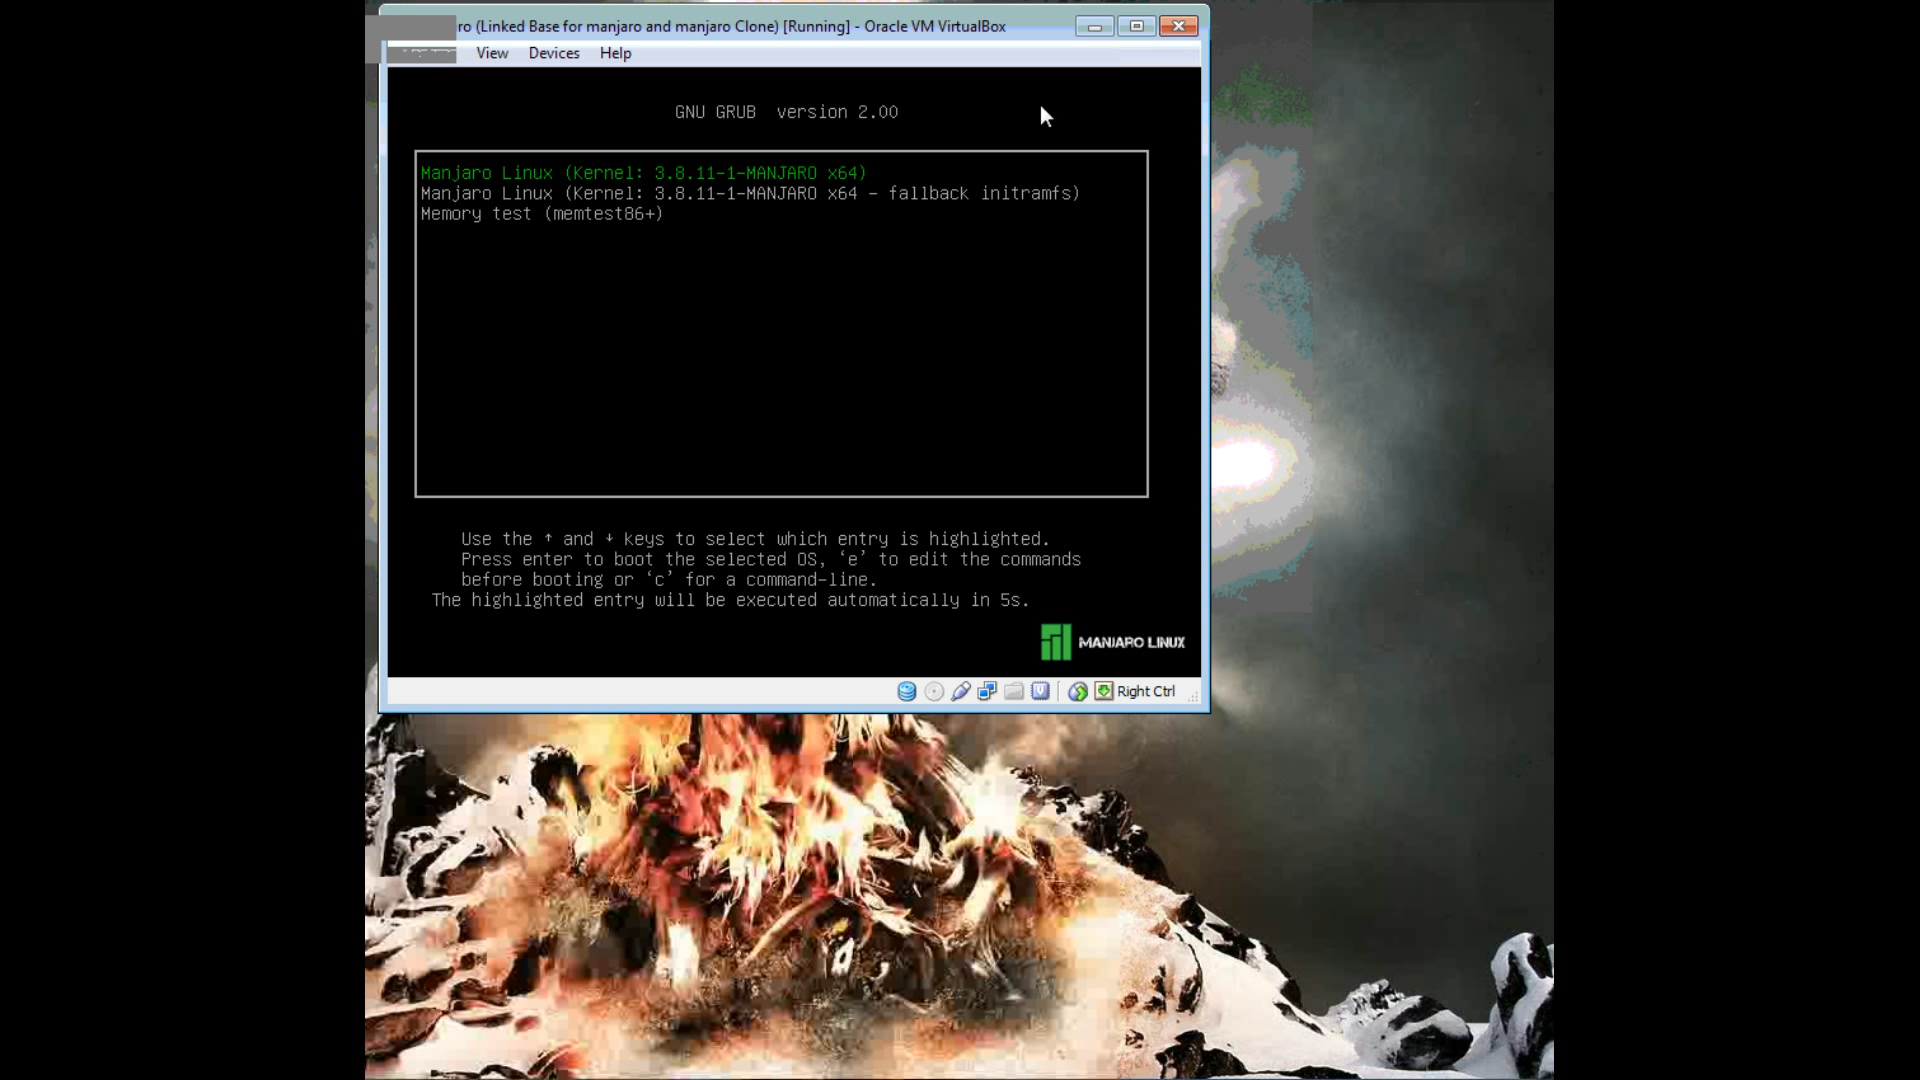 ro (Linked Base for manjaro and manjaro Clone) [Running] - Oracle VM VirtualBox
View Devices Help
GNU GRUB version 2.00
Manjaro Linux (Kernel: 3.8.11-1-MANJARO x64)
Manjaro Linux (Kernel: 3.8.11-1-MANJARO x64 - fallback initramfs)
Memory test (memtest86+)
Use the ↑ and ↓ keys to select which entry is highlighted.
Press enter to boot the selected OS, ‘e’ to edit the commands
before booting or ‘c’ for a command-line.
The highlighted entry will be executed automatically in 5s.
MANJARO LINUX
Right Ctrl